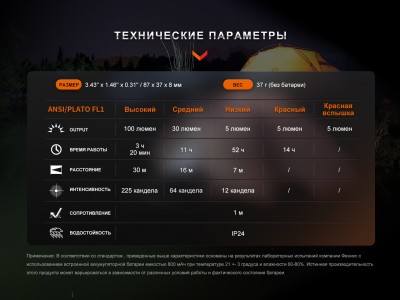 ТЕХНИЧЕСКИЕ ПАРАМЕТРЫ
РАЗМЕР 3.43" x 1.46" x 0.31" / 87 x 37 x 8 мм ВЕС 37 г (без батареи)
ANSI/PLATO FL1 Высокий Средний Низкий Красный Красная вспышка
OUTPUT 100 люмен 30 люмен 5 люмен 5 люмен 5 люмен
ВРЕМЯ РАБОТЫ 3 ч 20 мин 11 ч 52 ч 14 ч /
РАССТОЯНИЕ 30 м 16 м 7 м / /
ИНТЕНСИВНОСТЬ 225 кандела 64 кандела 12 кандела / /
СОПРОТИВЛЕНИЕ 1 м
ВОДОСТОЙКОСТЬ IP24
Примечание: В соответствии со стандартом, приведенные выше характеристики основаны на результатах лабораторных испытаний компании Феникс с
использованием встроенной аккумуляторной батареи емкостью 800 мАч при температуре 21 +- 3 градуса и влажности 50-80%. Истинная производительность
этого продукта может варьироваться в зависимости от различных условий работы и фактического состояния батареи